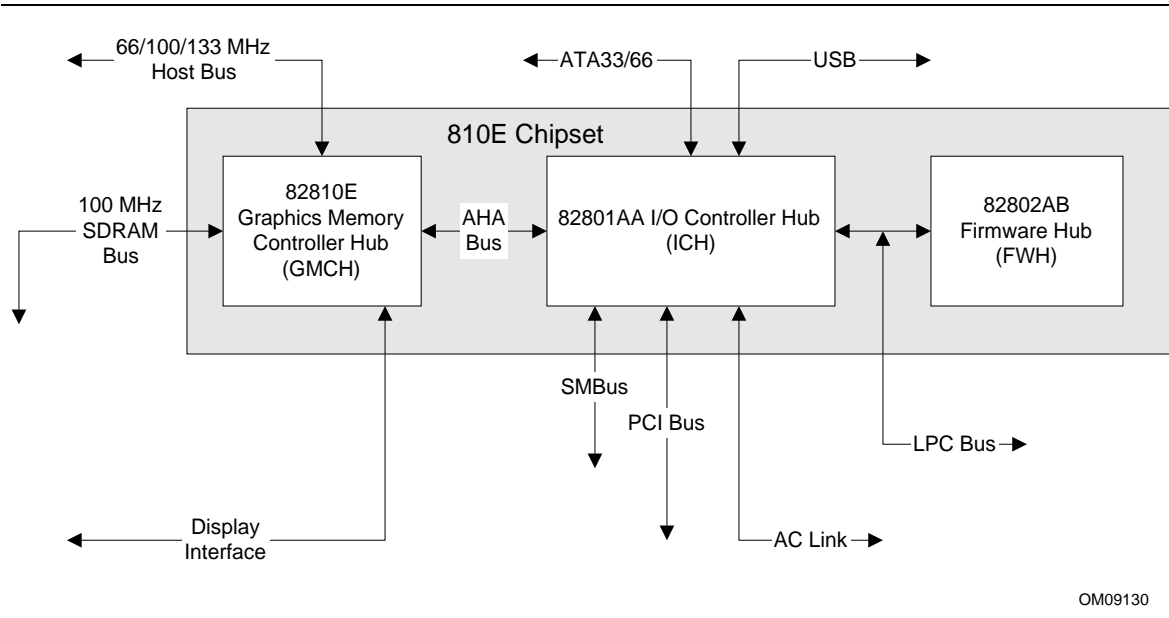 66/100/133 MHz
Host Bus
ATA33/66
USB
810E Chipset
100 MHz
SDRAM
Bus
82810E
Graphics Memory
Controller Hub
(GMCH)
AHA
Bus
82801AA I/O Controller Hub
(ICH)
82802AB
Firmware Hub
(FWH)
SMBus
PCI Bus
LPC Bus
Display
Interface
AC Link
OM09130